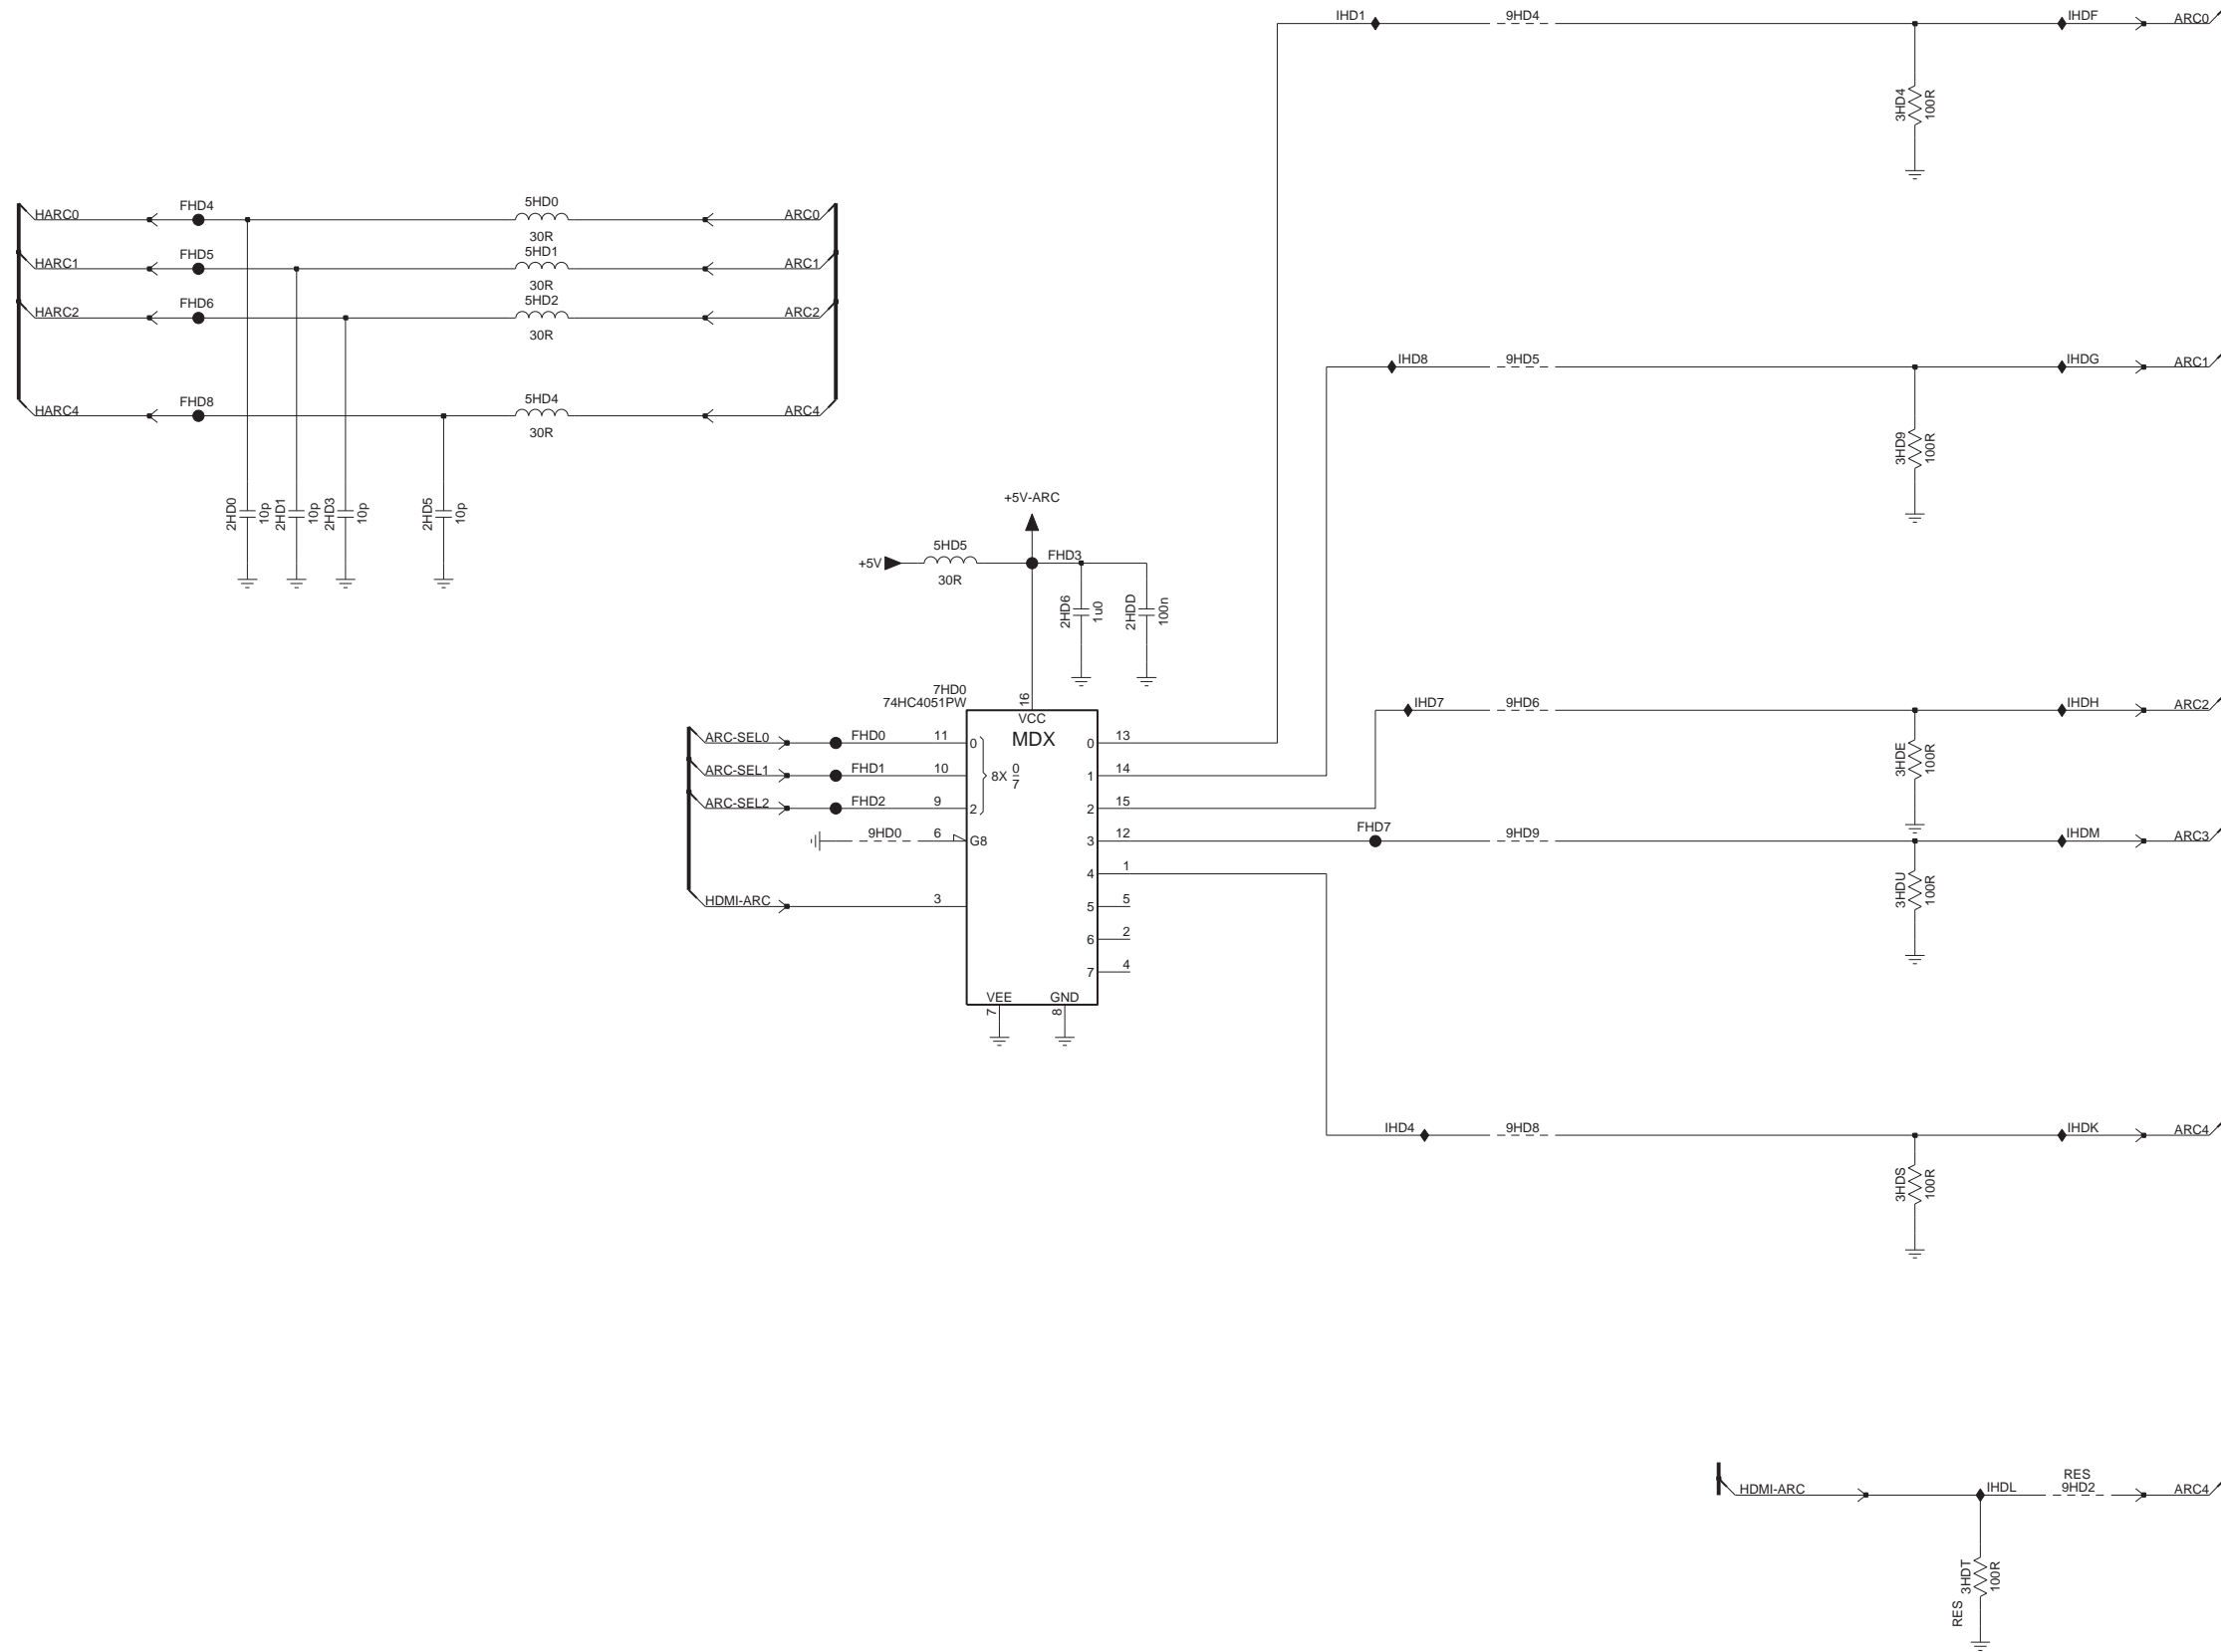 IHD1 9HD4 IHDF ARC0
3HD4 100R
HARC0 FHD4 5HD0 ARC0
30R
HARC1 FHD5 5HD1 ARC1
30R
HARC2 FHD6 5HD2 ARC2
30R
HARC4 FHD8 5HD4 ARC4
30R
2HD0 10p 2HD1 10p 2HD3 10p 2HD5 10p
IHD8 9HD5 IHDG ARC1
3HD9 100R
+5V-ARC
+5V 5HD5 FHD3
30R
2HD6 1u0 2HDD 100n
7HD0
74HC4051PW
16
VCC
MDX
IHD7 9HD6 IHDH ARC2
3HDE 100R
ARC-SEL0 FHD0 11 0 0 13
ARC-SEL1 FHD1 10 8X 0 7 1 14
ARC-SEL2 FHD2 9 2 2 15
9HD0 6 G8 3 12 FHD7 9HD9 IHDM ARC3
3HDU 100R
4 1
HDMI-ARC 3 5 5
6 2
7 4
VEE GND
7 8
IHD4 9HD8 IHDK ARC4
3HDS 100R
HDMI-ARC IHDL RES 9HD2 ARC4
RES 3HDT 100R